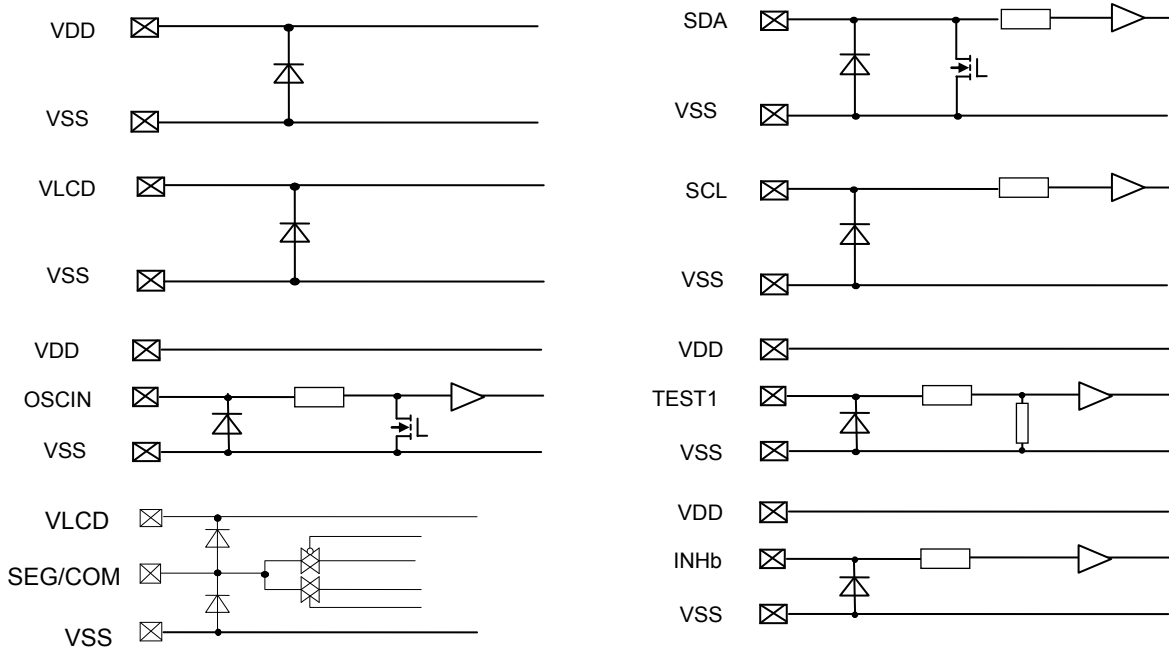 VDD
VSS
VLCD
VSS
VDD
OSCIN
VSS
VLCD
SEG/COM
VSS
SDA
VSS
SCL
VSS
VDD
TEST1
VSS
VDD
INHb
VSS